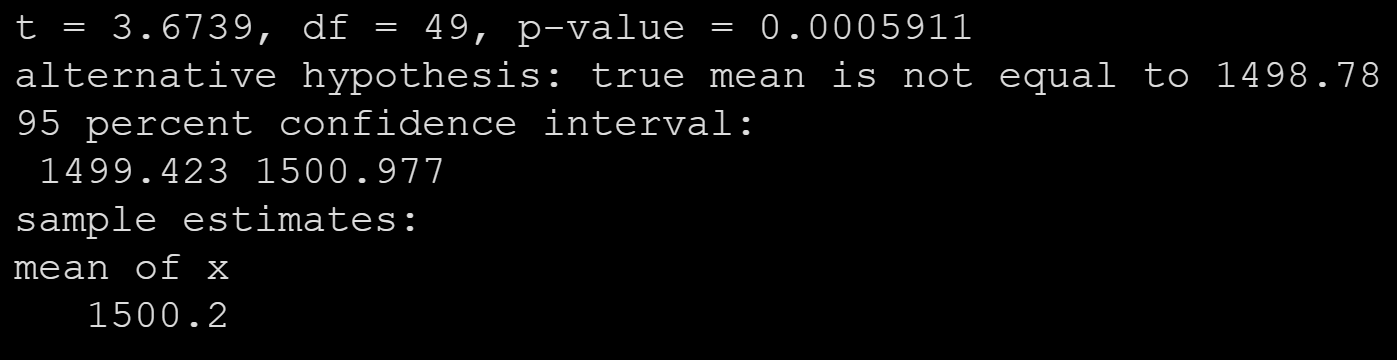 t = 3.6739, df = 49, p-value = 0.0005911
alternative hypothesis: true mean is not equal to 1498.78
95 percent confidence interval:
 1499.423 1500.977
sample estimates:
mean of x
   1500.2